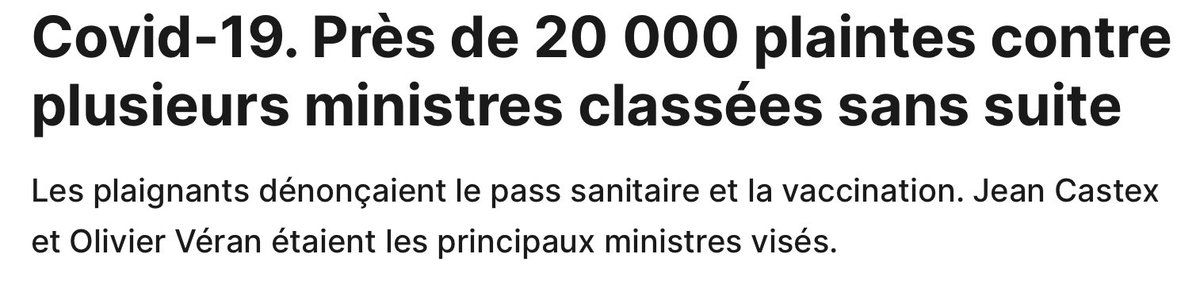 Covid-19. Près de 20 000 plaintes contre
plusieurs ministres classées sans suite
Les plaignants dénonçaient le pass sanitaire et la vaccination. Jean Castex
et Olivier Véran étaient les principaux ministres visés.